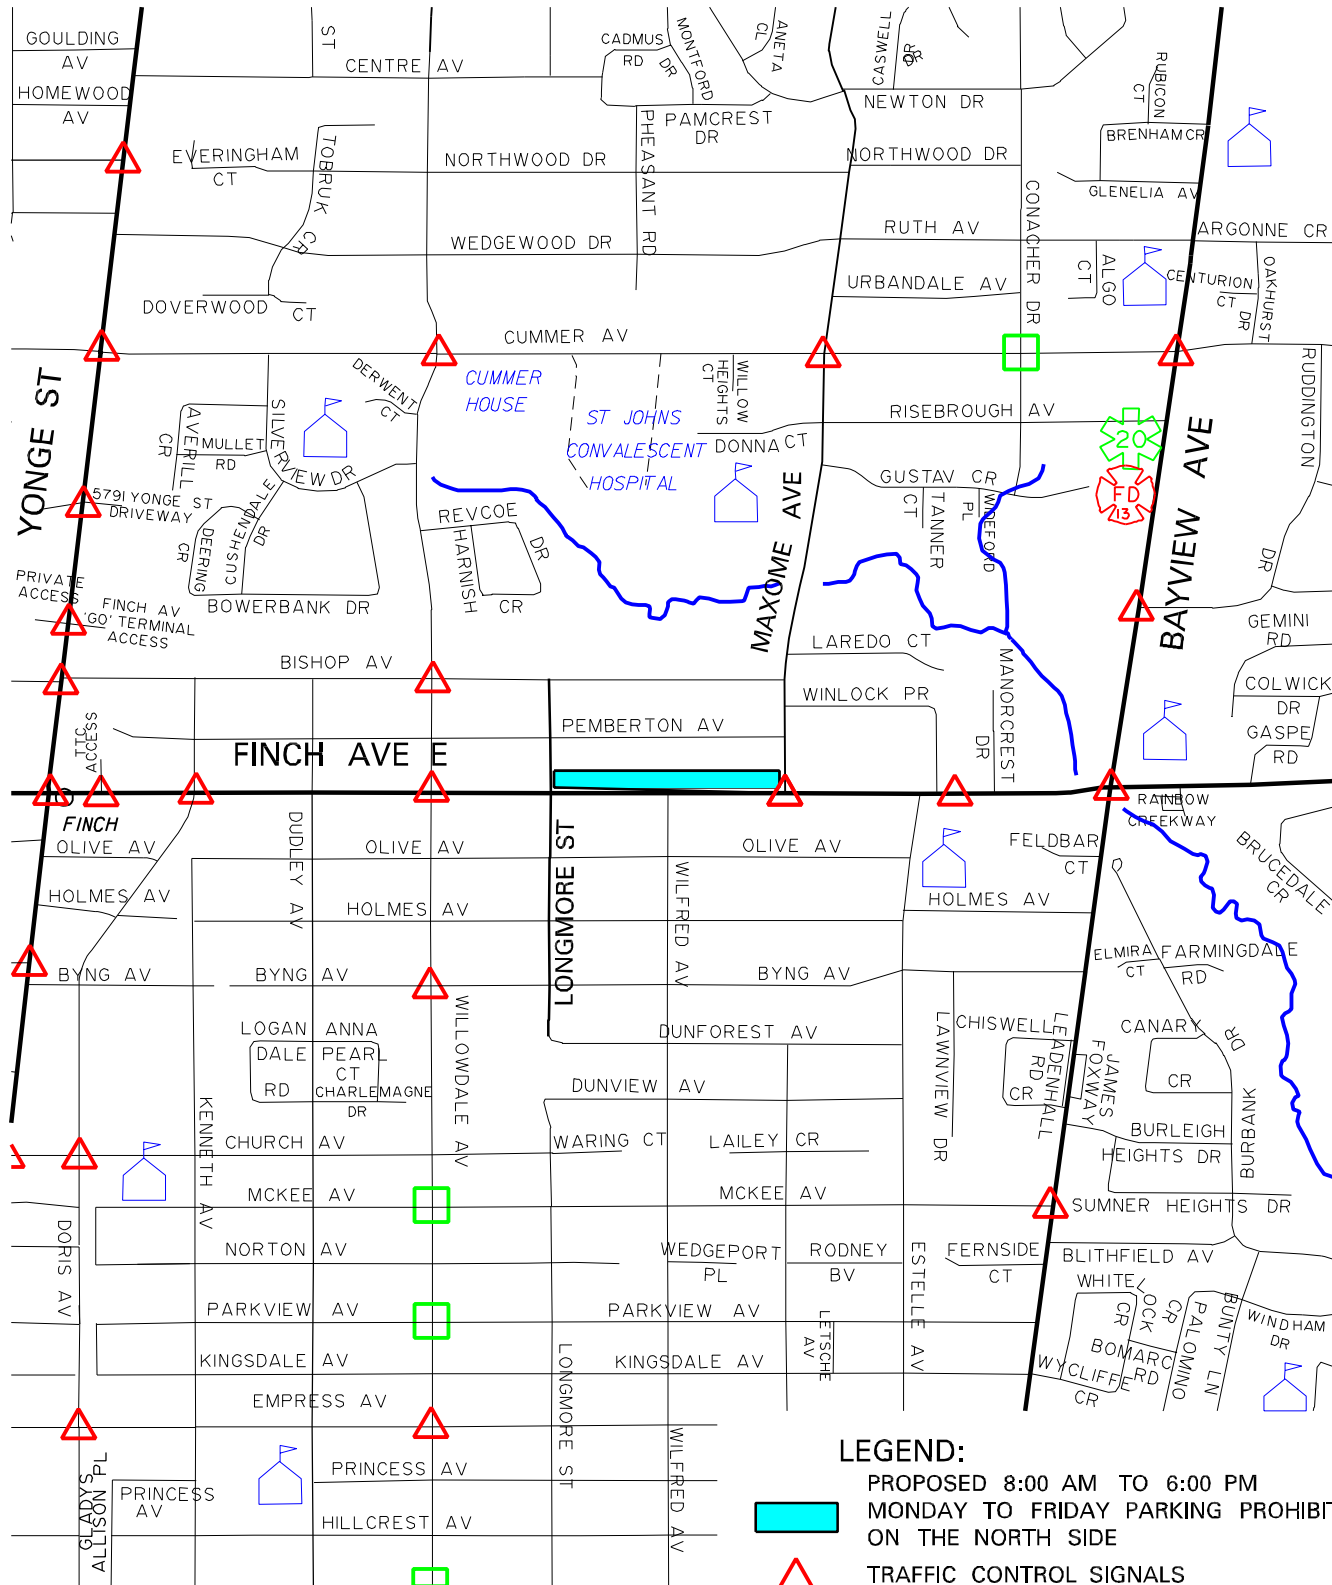 GOULDING
AV
HOMEWOOD
AV
ST
CENTRE AV
CADMUS
RD
MONTFORD
DR
ANETA
CL
CASWELL
DR
DR
NEWTON DR
RUBICON
CT
BRENHAM CR
PAMCREST
DR
PHEASANT RD
EVERINGHAM
CT
TOBRUK CR
NORTHWOOD DR
NORTHWOOD DR
CONACHER DR
GLENELIA AV
WEDGEWOOD DR
RUTH AV
ARGONNE CR
URBANDALE AV
ALGO
CT
CENTURION
CT
OAKHURST
DR
DOVERWOOD
CT
CUMMER AV
YONGE ST
DERWENT
CT
CUMMER
HOUSE
WILLOW
HEIGHTS
CT
RUDDINGTON
DR
AVERILL
CR
MULLET
RD
SILVERVIEW DR
ST JOHNS
CONVALESCENT
HOSPITAL
DONNA CT
RISEBROUGH AV
20
BAYVIEW AVE
GUSTAV CR
FD
13
5791 YONGE ST
DRIVEWAY
DEERING
CR
CUSHENDALE
DR
REVCOE
DR
HARNISH
CR
MAXOME AVE
TANNER
CT
WIDEFORD
PL
PRIVATE
ACCESS
FINCH AV
'GO' TERMINAL
ACCESS
BOWERBANK DR
BISHOP AV
LAREDO CT
GEMINI
RD
MANORCREST
DR
WINLOCK PR
COLWICK
DR
TTC
ACCESS
PEMBERTON AV
GASPE
RD
FINCH AVE E
FINCH
RAINBOW
CREEKWAY
OLIVE AV
DUDLEY AV
OLIVE AV
LONGMORE ST
WILFRED AV
OLIVE AV
FELDBAR
CT
BRUCEDALE
CR
HOLMES AV
HOLMES AV
HOLMES AV
BYNG AV
BYNG AV
BYNG AV
ELMIRA
CT
FARMINGDALE
RD
LOGAN
DALE
RD
ANNA
PEARL
CT
CHARLEMAGNE
DR
WILLOWDALE AV
DUNFOREST AV
LAWNVIEW DR
CHISWELL
RD
CR
LEADENHALL
JAMES
FOXWAY
CANARY
CR
DR
BURBANK
DUNVIEW AV
KENNETH AV
CHURCH AV
WARING CT
LAILEY CR
BURLEIGH
HEIGHTS DR
MCKEE AV
MCKEE AV
SUMNER HEIGHTS DR
DORIS AV
NORTON AV
WEDGEPORT
PL
RODNEY
BV
ESTELLE AV
FERNSIDE
CT
BLITHFIELD AV
WHITE
LOCK
CR
CR
PALOMINO
BUNTY LN
WINDHAM
DR
PARKVIEW AV
PARKVIEW AV
LETSCHE
AV
KINGSDALE AV
LONGMORE ST
KINGSDALE AV
BOMARC
RD
WYCLIFFE
CR
EMPRESS AV
WILFRED AV
GLADYS
ALLISON PL
PRINCESS
AV
PRINCESS AV
HILLCREST AV
LEGEND:
PROPOSED 8:00 AM TO 6:00 PM
MONDAY TO FRIDAY PARKING PROHIBIT
ON THE NORTH SIDE
TRAFFIC CONTROL SIGNALS